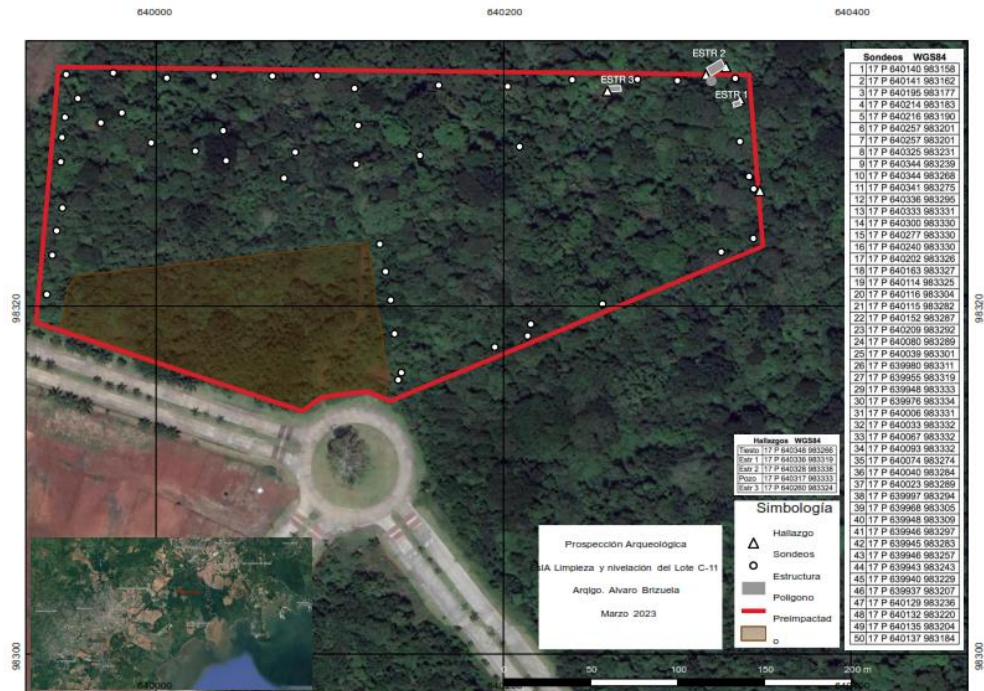 640000 640200 640400
ESTR 2
ESTR 3
ESTR 1
98320
98320
98300
98300
Sondeos WGS84
1 17 P 640140 983158
2 17 P 640141 983162
3 17 P 640195 983177
4 17 P 640214 983183
5 17 P 640216 983190
6 17 P 640257 983201
7 17 P 640257 983201
8 17 P 640325 983231
9 17 P 640344 983239
10 17 P 640344 983268
11 17 P 640341 983275
12 17 P 640336 983295
13 17 P 640333 983331
14 17 P 640300 983330
15 17 P 640277 983330
16 17 P 640240 983330
17 17 P 640202 983326
18 17 P 640163 983327
19 17 P 640114 983325
20 17 P 640116 983304
21 17 P 640115 983282
22 17 P 640152 983287
23 17 P 640209 983292
24 17 P 640080 983289
25 17 P 640039 983301
26 17 P 639980 983311
27 17 P 639955 983319
29 17 P 639948 983333
30 17 P 639976 983334
31 17 P 640006 983331
32 17 P 640033 983332
33 17 P 640067 983332
34 17 P 640093 983332
35 17 P 640074 983274
36 17 P 640040 983284
37 17 P 640023 983289
38 17 P 639997 983294
39 17 P 639968 983305
40 17 P 639948 983309
41 17 P 639946 983297
42 17 P 639945 983283
43 17 P 639946 983257
44 17 P 639943 983243
45 17 P 639940 983229
46 17 P 639937 983207
47 17 P 640129 983236
48 17 P 640132 983220
49 17 P 640135 983204
50 17 P 640137 983184
Hallazgos WGS84
Tiesto 17 P 640348 983266
Estr 1 17 P 640336 983319
Estr 2 17 P 640328 983338
Pozo 17 P 640317 983333
Estr 3 17 P 640260 983324
Simbología
Hallazgo
Sondeos
Estructura
Poligono
Preimpactad
o
Prospección Arqueológica
sIA Limpieza y nivelación del Lote C-11
Arqlgo. Alvaro Brizuela
Marzo 2023
0 50 100 150 200 m
640000